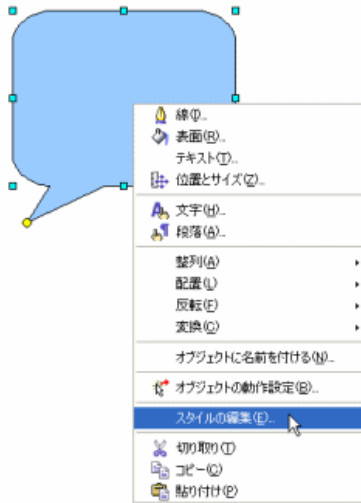 線(I)...
表面(R)...
テキスト(T)...
位置とサイズ(Z)...
文字(H)...
段落(A)...
整列(A)
配置(L)
反転(F)
変換(C)
オブジェクトに名前を付ける(N)...
オブジェクトの動作設定(B)...
スタイルの編集(E)...
切り取り(T)
コピー(C)
貼り付け(P)